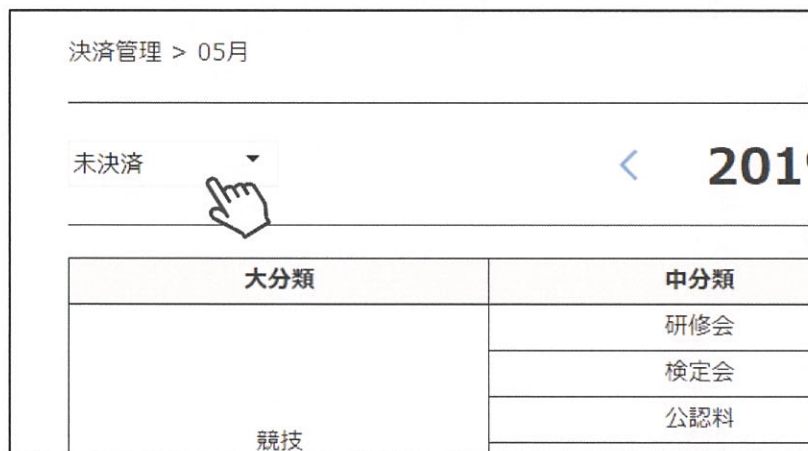 決済管理 > 05月
未決済
< 201
大分類 中分類
研修会
検定会
公認料
競技